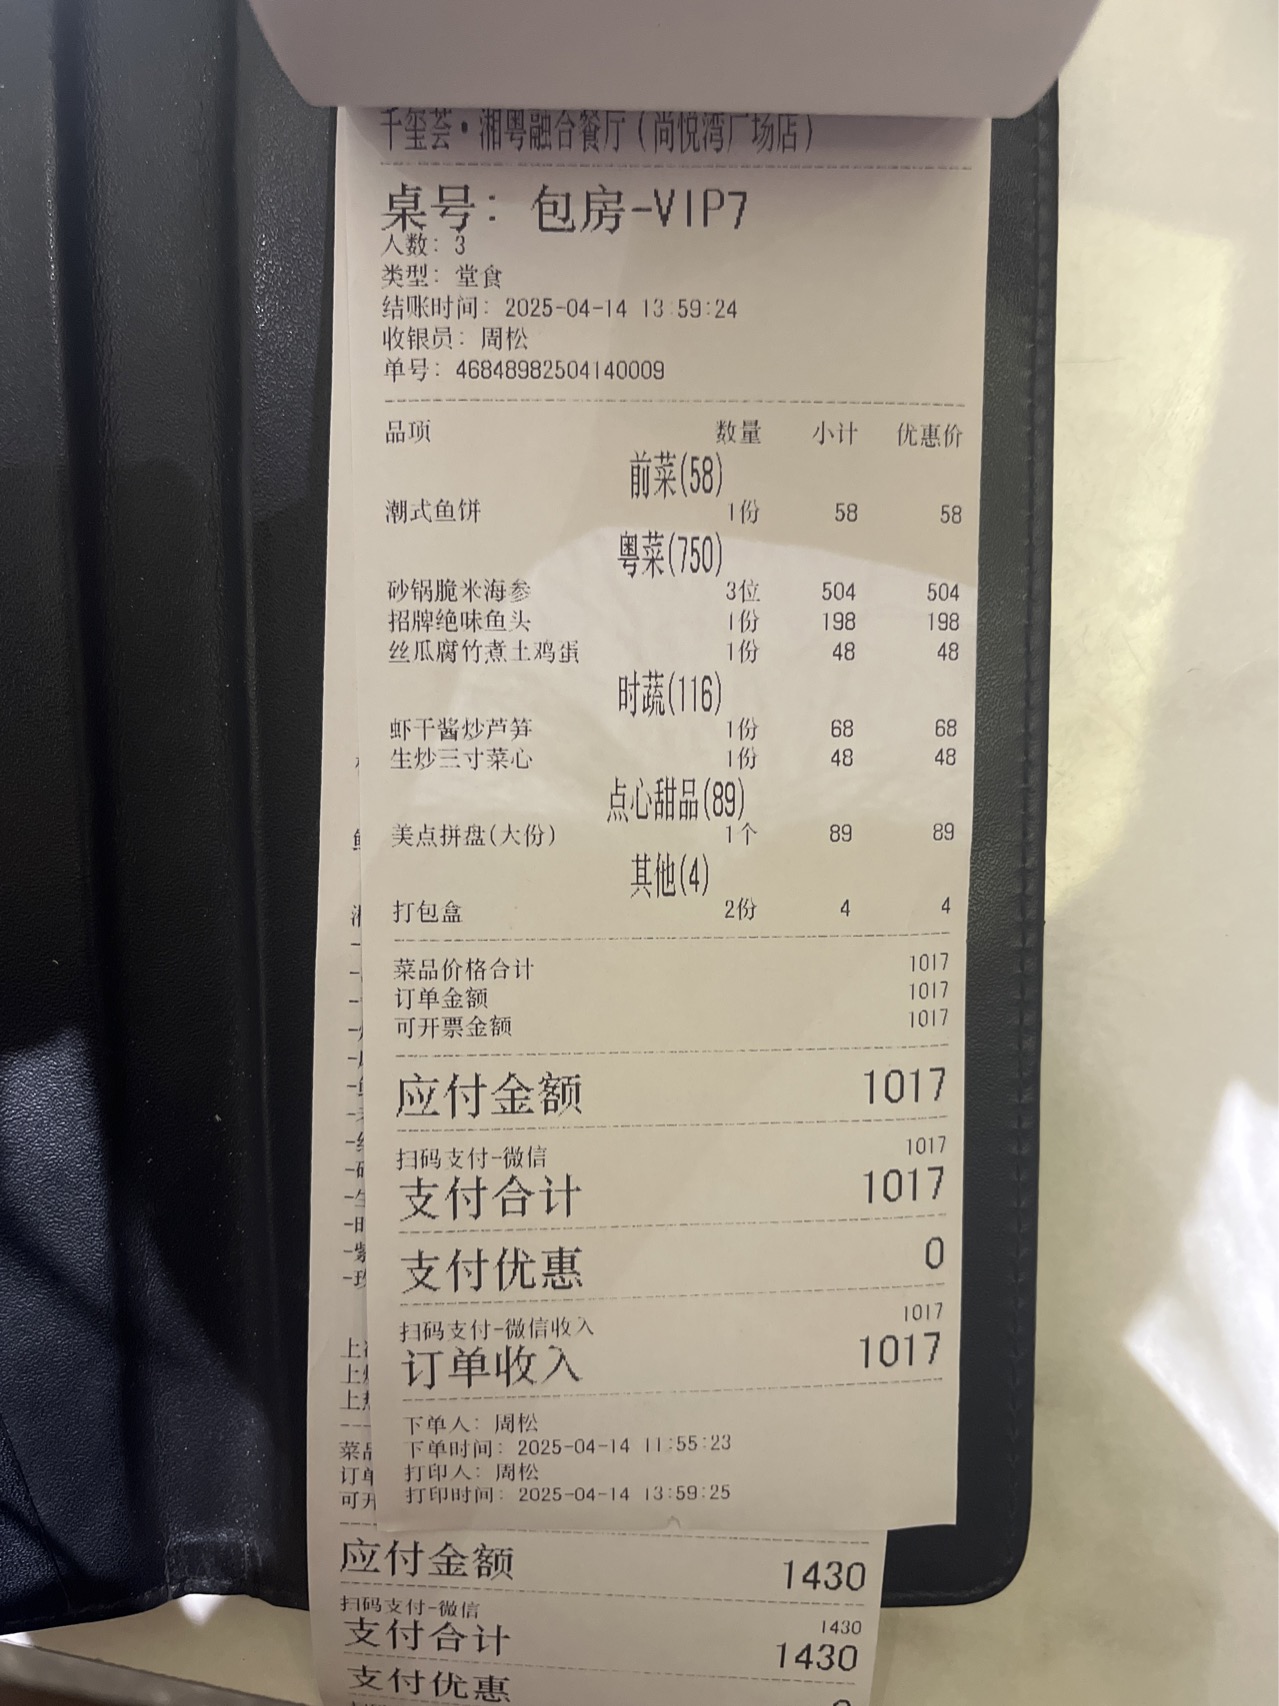 千玺荟·湘粤融合餐厅(尚悦湾广场店)
桌号: 包房-VIP7
人数: 3
类型: 堂食
结账时间: 2025-04-14 13:59:24
收银员: 周松
单号: 46848982504140009
品项 数量 小计 优惠价
前菜(58)
潮式鱼饼 1份 58 58
粤菜(750)
砂锅脆米海参 3位 504 504
招牌绝味鱼头 1份 198 198
丝瓜腐竹煮土鸡蛋 1份 48 48
时蔬(116)
虾干酱炒芦笋 1份 68 68
生炒三寸菜心 1份 48 48
点心甜品(89)
美点拼盘(大份) 1个 89 89
其他(4)
打包盒 2份 4 4
菜品价格合计 1017
订单金额 1017
可开票金额 1017
应付金额 1017
扫码支付-微信 1017
支付合计 1017
支付优惠 0
扫码支付-微信收入 1017
订单收入 1017
下单人: 周松
下单时间: 2025-04-14 11:55:23
打印人: 周松
打印时间: 2025-04-14 13:59:25
上
上
上
菜品
订单
可开
应付金额 1430
扫码支付-微信 1430
支付合计 1430
支付优惠